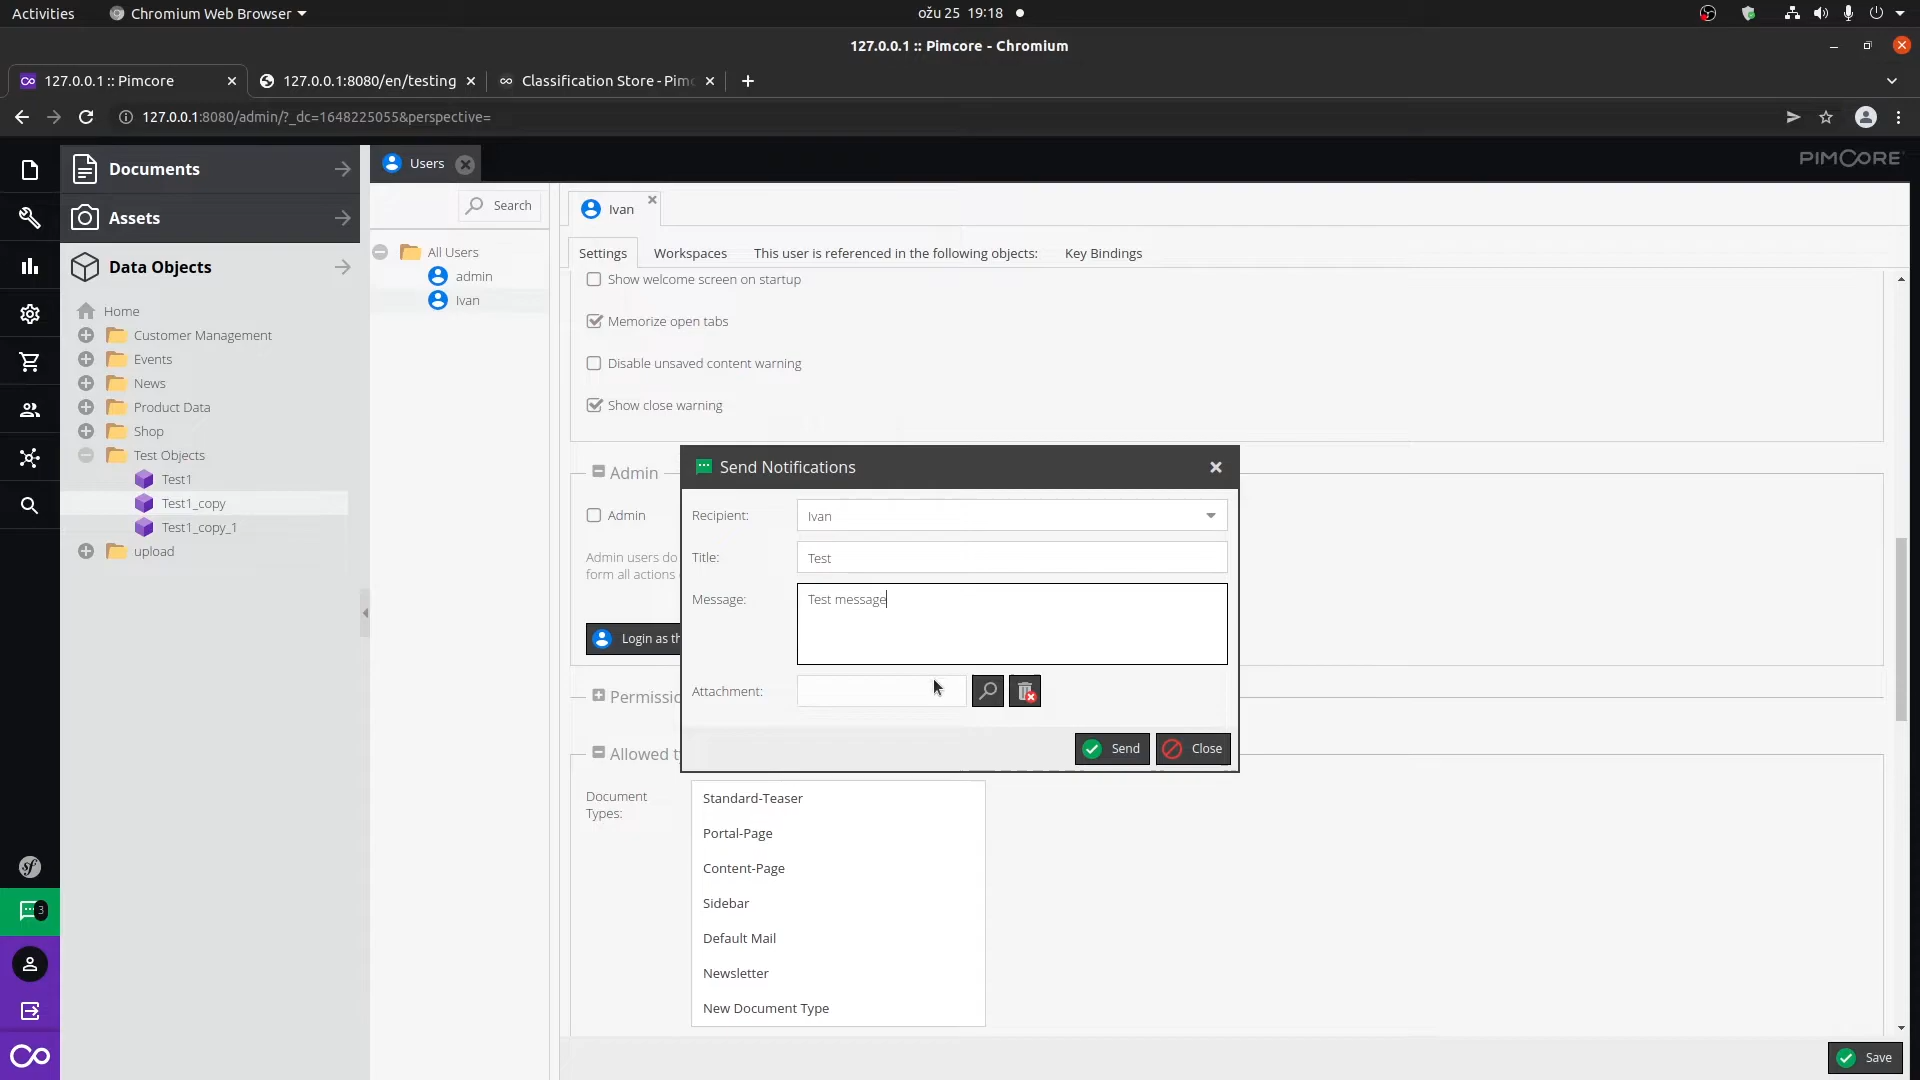 Activities
Chromium Web Browser
ožu 25 19:18
127.0.0.1 :: Pimcore - Chromium
127.0.0.1 :: Pimcore
127.0.0.1:8080/en/testing
Classification Store - Pimc
127.0.0.1:8080/admin/?_dc=1648225055&perspective=
Documents
Assets
Data Objects
Home
Customer Management
Events
News
Product Data
Shop
Test Objects
Test1
Test1_copy
Test1_copy_1
upload
3
Users
PIMCORE
Search
All Users
admin
Ivan
Ivan
Settings
Workspaces
This user is referenced in the following objects:
Key Bindings
Show welcome screen on startup
Memorize open tabs
Disable unsaved content warning
Show close warning
Admin
Admin
Admin users do
form all actions
Login as th
Permissic
Allowed t
Document
Types:
Standard-Teaser
Portal-Page
Content-Page
Sidebar
Default Mail
Newsletter
New Document Type
Send Notifications
Recipient:
Ivan
Title:
Test
Message:
Test message
Attachment:
Send
Close
Save